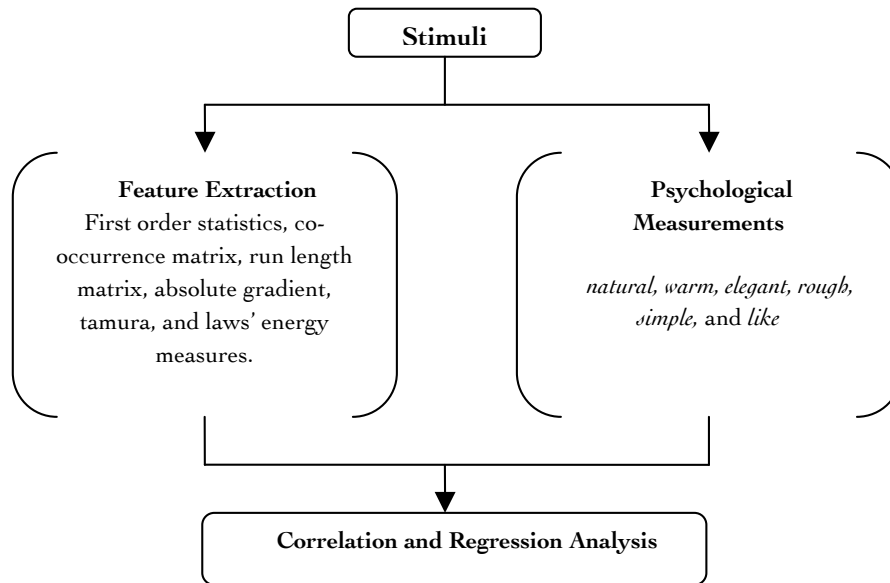 Stimuli
Feature Extraction
First order statistics, co-
occurrence matrix, run length
matrix, absolute gradient,
tamura, and laws’ energy
measures.
Psychological
Measurements
natural, warm, elegant, rough,
simple, and like
Correlation and Regression Analysis